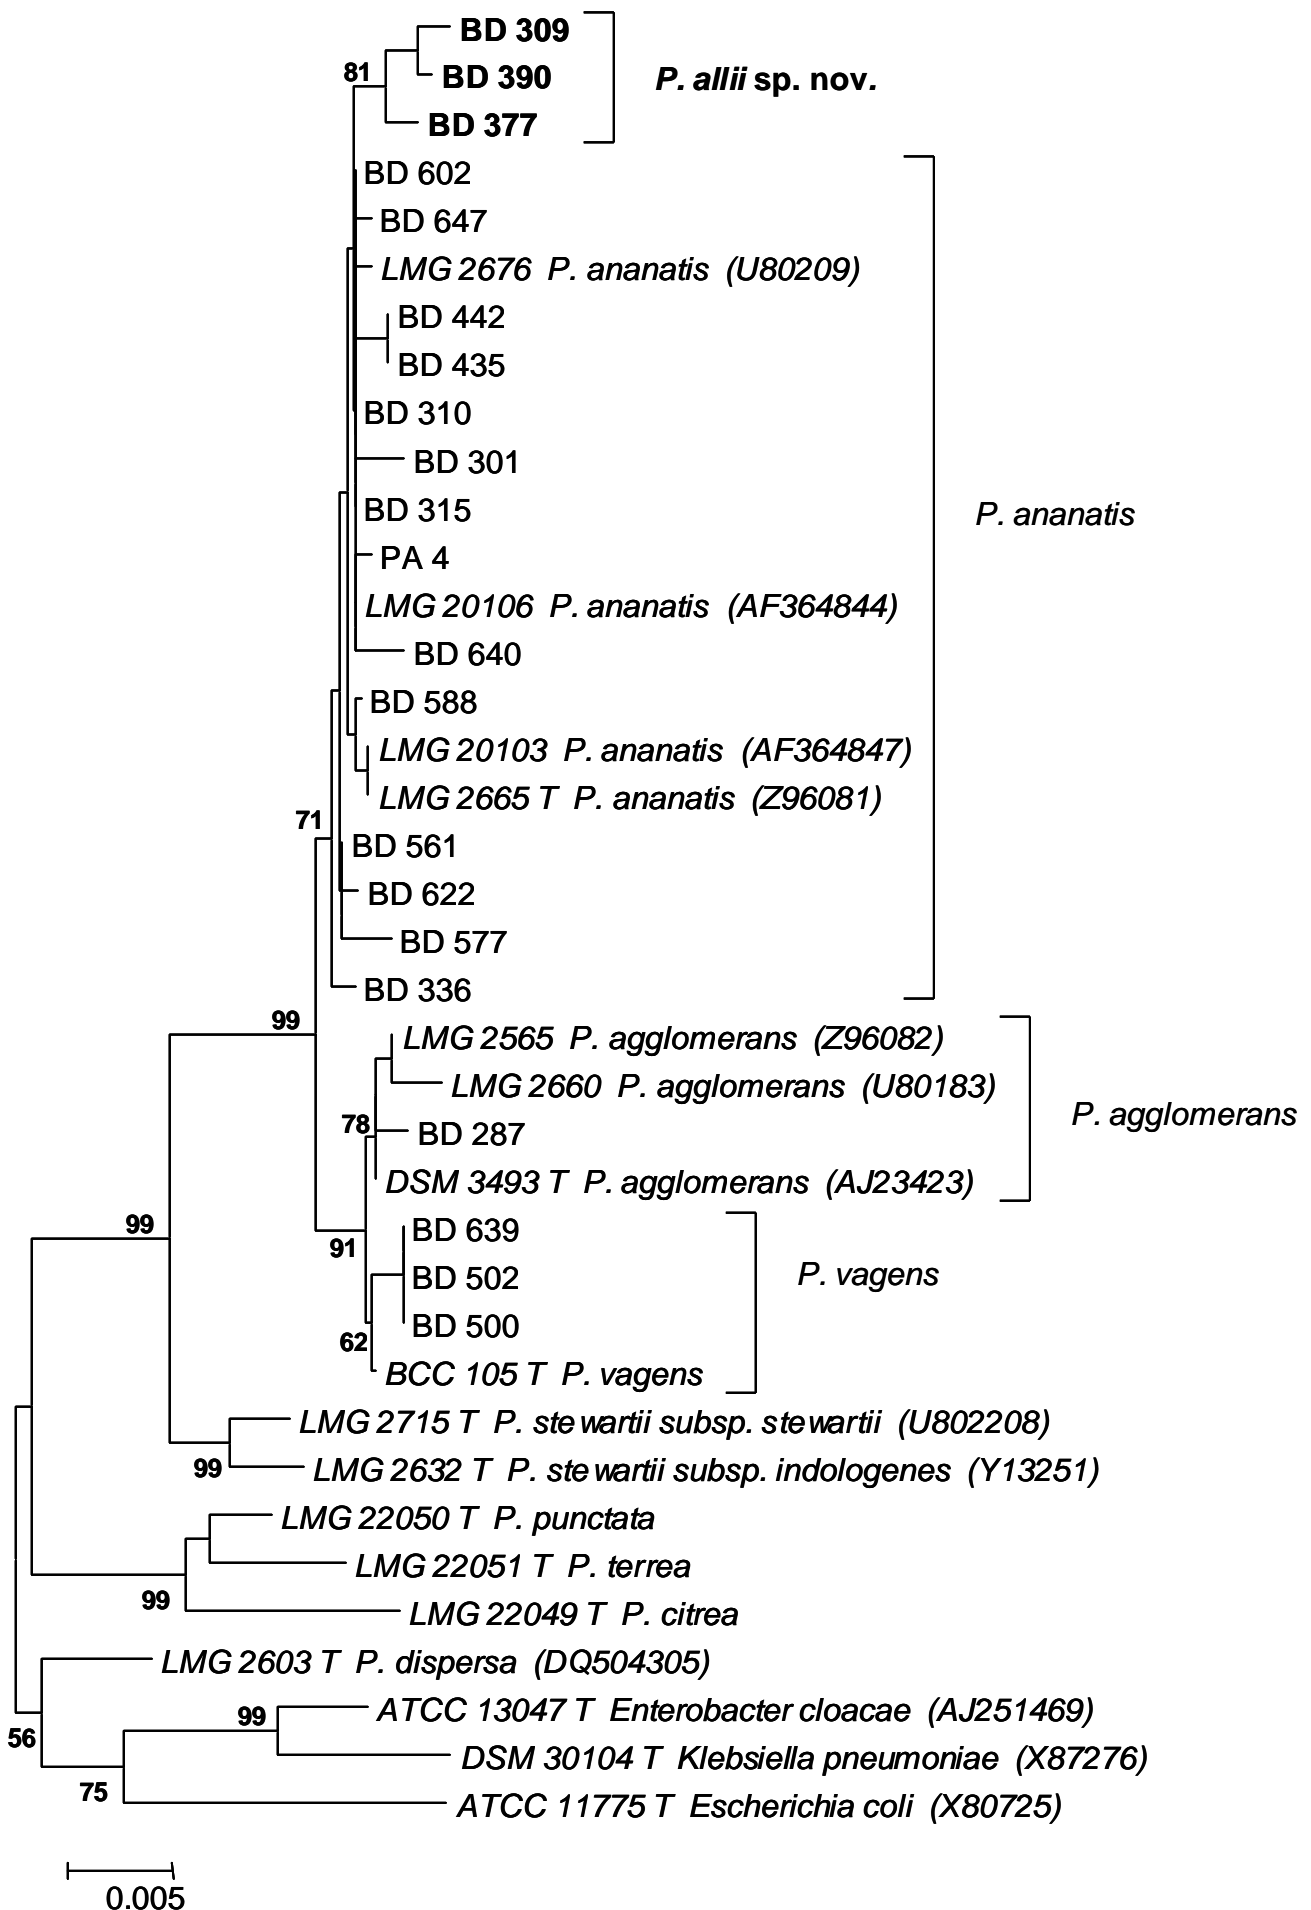 BD 309
BD 390
81
P. allii sp. nov.
BD 377
BD 602
BD 647
LMG 2676 P. ananatis (U80209)
BD 442
BD 435
BD 310
BD 301
BD 315
P. ananatis
PA 4
LMG 20106 P. ananatis (AF364844)
BD 640
BD 588
LMG 20103 P. ananatis (AF364847)
LMG 2665 T P. ananatis (Z96081)
71
BD 561
BD 622
BD 577
BD 336
99
LMG 2565 P. agglomerans (Z96082)
LMG 2660 P. agglomerans (U80183)
P. agglomerans
78
BD 287
DSM 3493 T P. agglomerans (AJ23423)
99
BD 639
91
BD 502
P. vagens
BD 500
62
BCC 105 T P. vagens
LMG 2715 T P. stewartii subsp. stewartii (U802208)
99
LMG 2632 T P. stewartii subsp. indologenes (Y13251)
LMG 22050 T P. punctata
LMG 22051 T P. terrea
99
LMG 22049 T P. citrea
LMG 2603 T P. dispersa (DQ504305)
99
ATCC 13047 T Enterobacter cloacae (AJ251469)
56
DSM 30104 T Klebsiella pneumoniae (X87276)
75
ATCC 11775 T Escherichia coli (X80725)
0.005